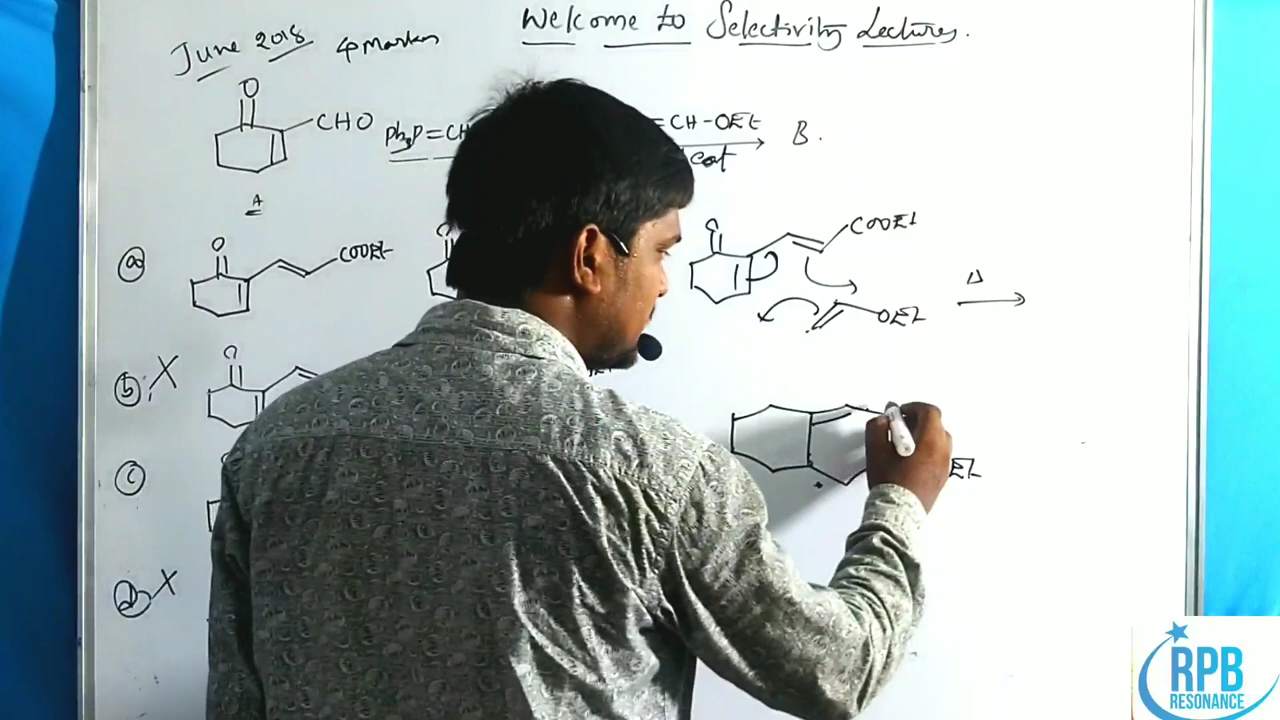 Welcome to Selectivity Lectures.
June 2018 4 Marks
O
CHO
Ph₃P=CH
=CH-OEt
cat
B.
A
a
O
COOEt
O
COOEt
OEt
Δ
b X
O
c
Et
d X
RPB
RESONANCE